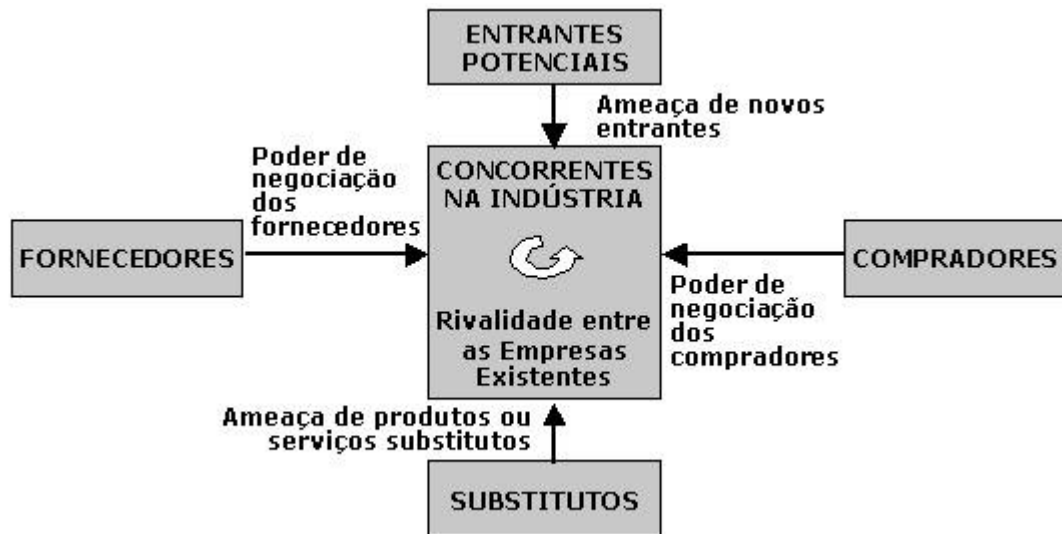 ENTRANTES
POTENCIAIS
Ameaça de novos
entrantes
Poder de
negociação
dos
fornecedores
CONCORRENTES
NA INDÚSTRIA
FORNECEDORES
COMPRADORES
Poder de
negociação
dos
compradores
Rivalidade entre
as Empresas
Existentes
Ameaça de produtos ou
serviços substitutos
SUBSTITUTOS